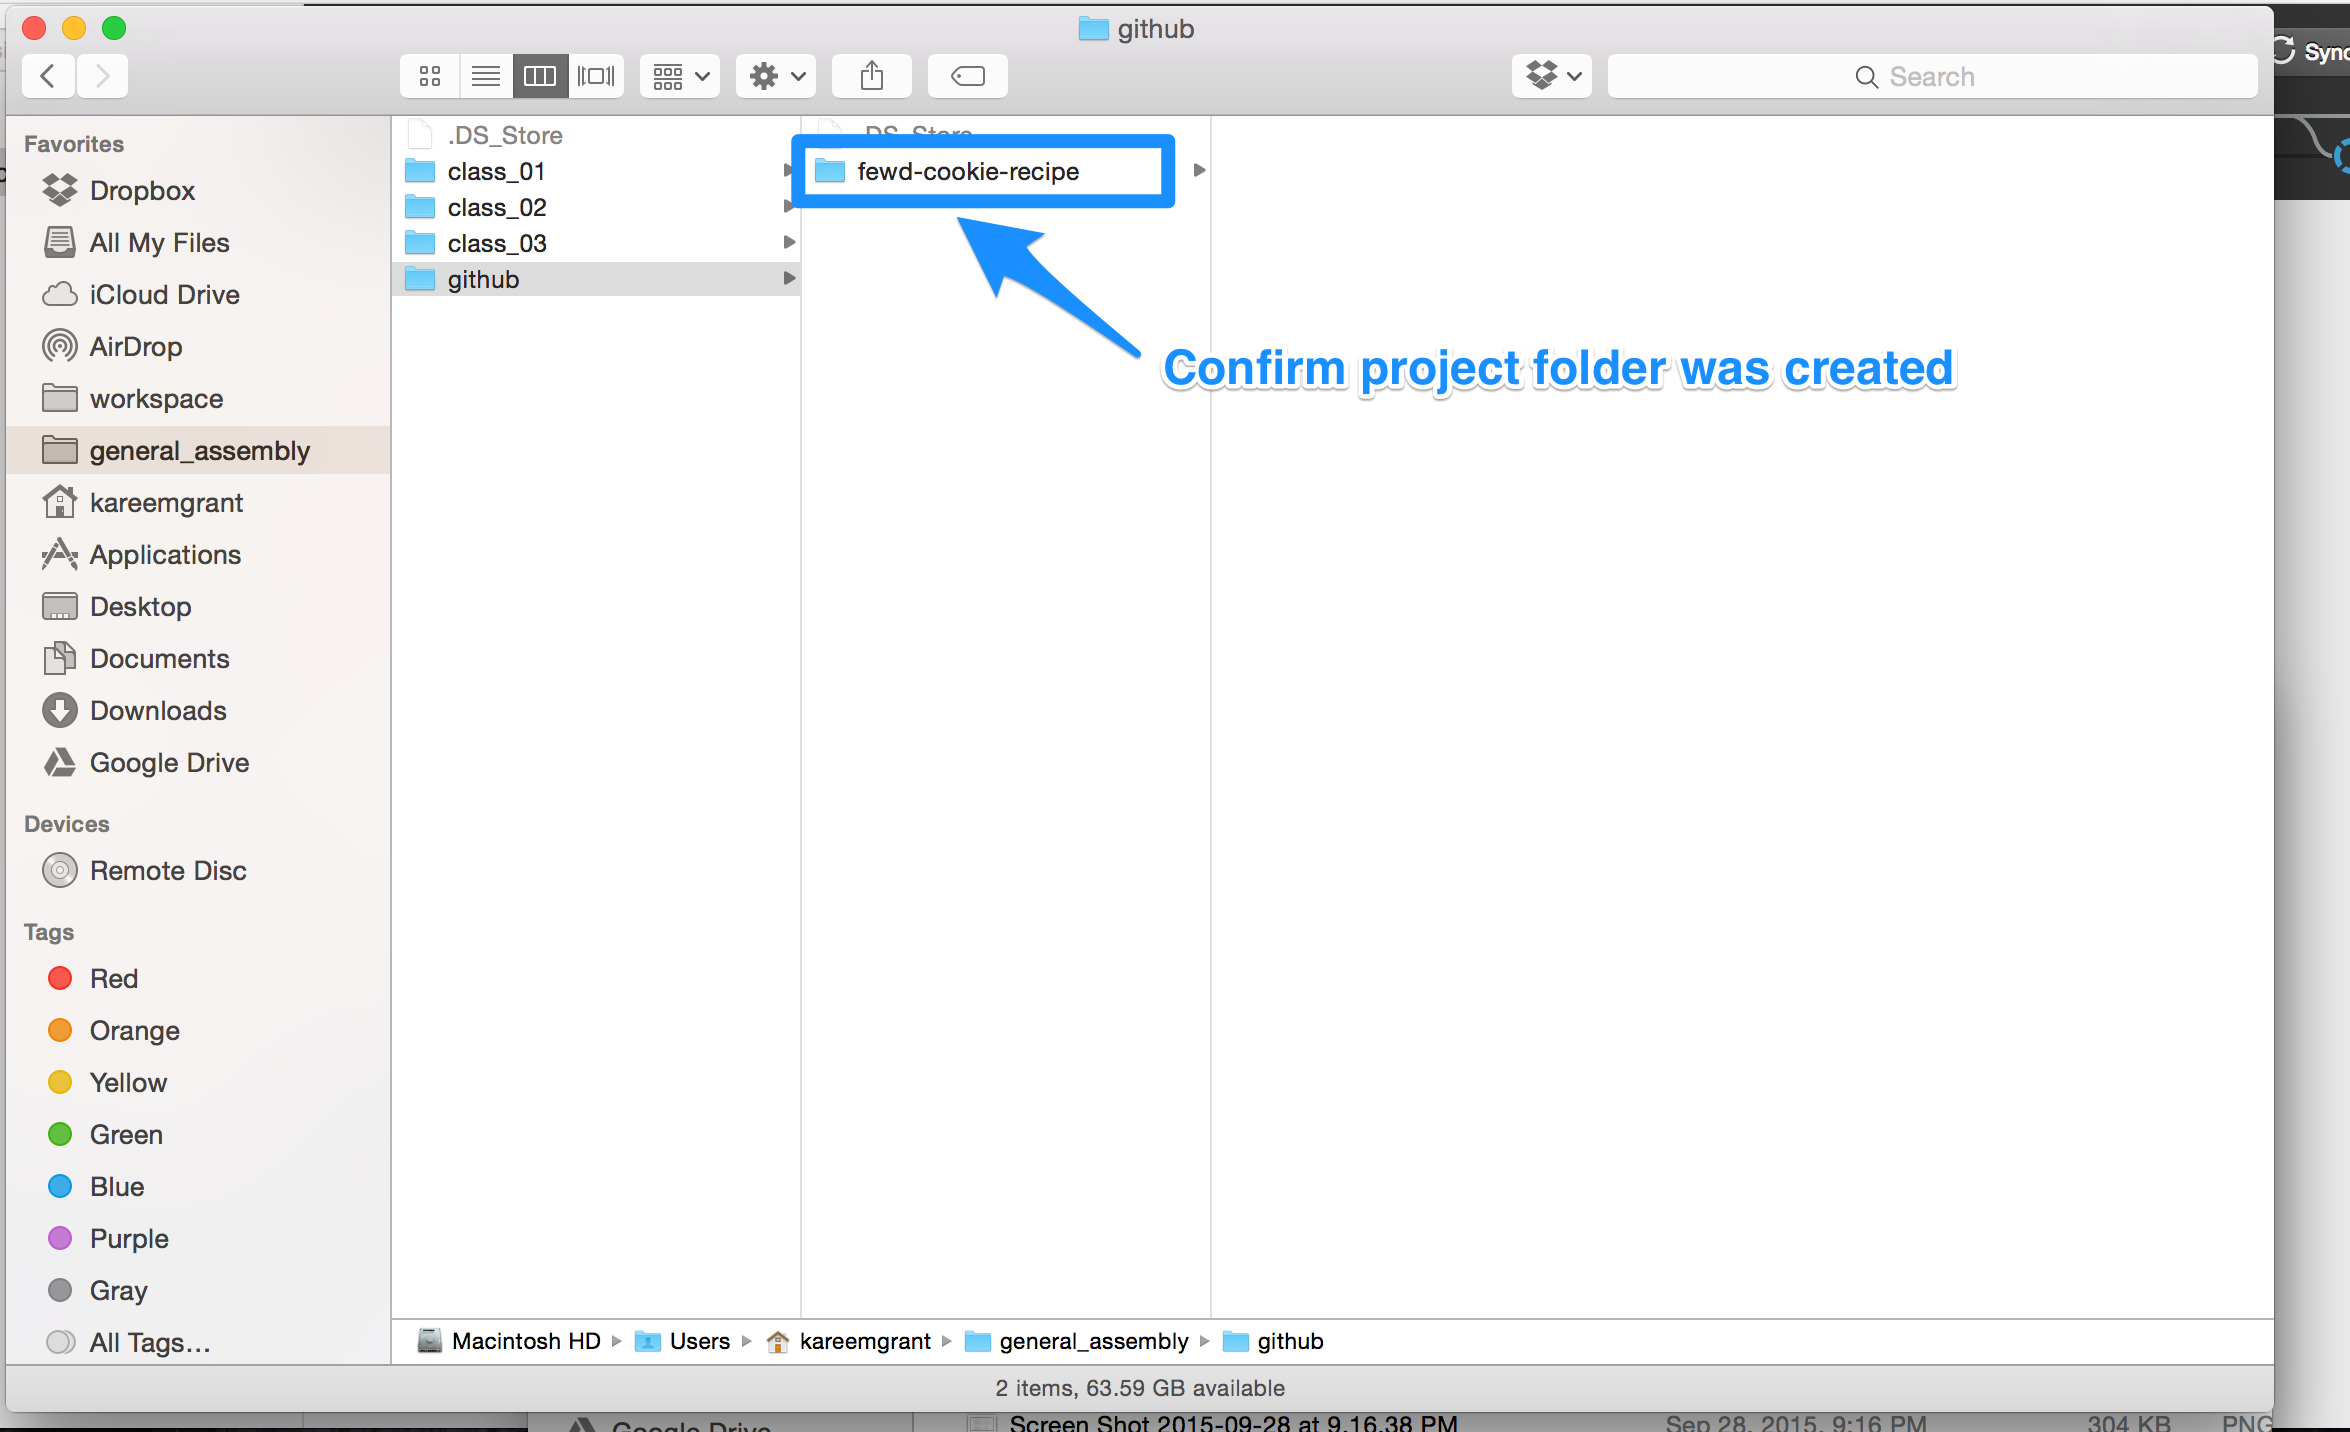 github
Search
Sync
Favorites
Dropbox
All My Files
iCloud Drive
AirDrop
workspace
general_assembly
kareemgrant
Applications
Desktop
Documents
Downloads
Google Drive
Devices
Remote Disc
Tags
Red
Orange
Yellow
Green
Blue
Purple
Gray
All Tags...
.DS_Store
class_01
class_02
class_03
github
.DS_Store
fewd-cookie-recipe
Confirm project folder was created
Macintosh HD Users kareemgrant general_assembly github
2 items, 63.59 GB available
Google Drive Screen Shot 2015-09-28 at 9.16.38 PM Sep 28, 2015, 9:16 PM 304 KB PNG